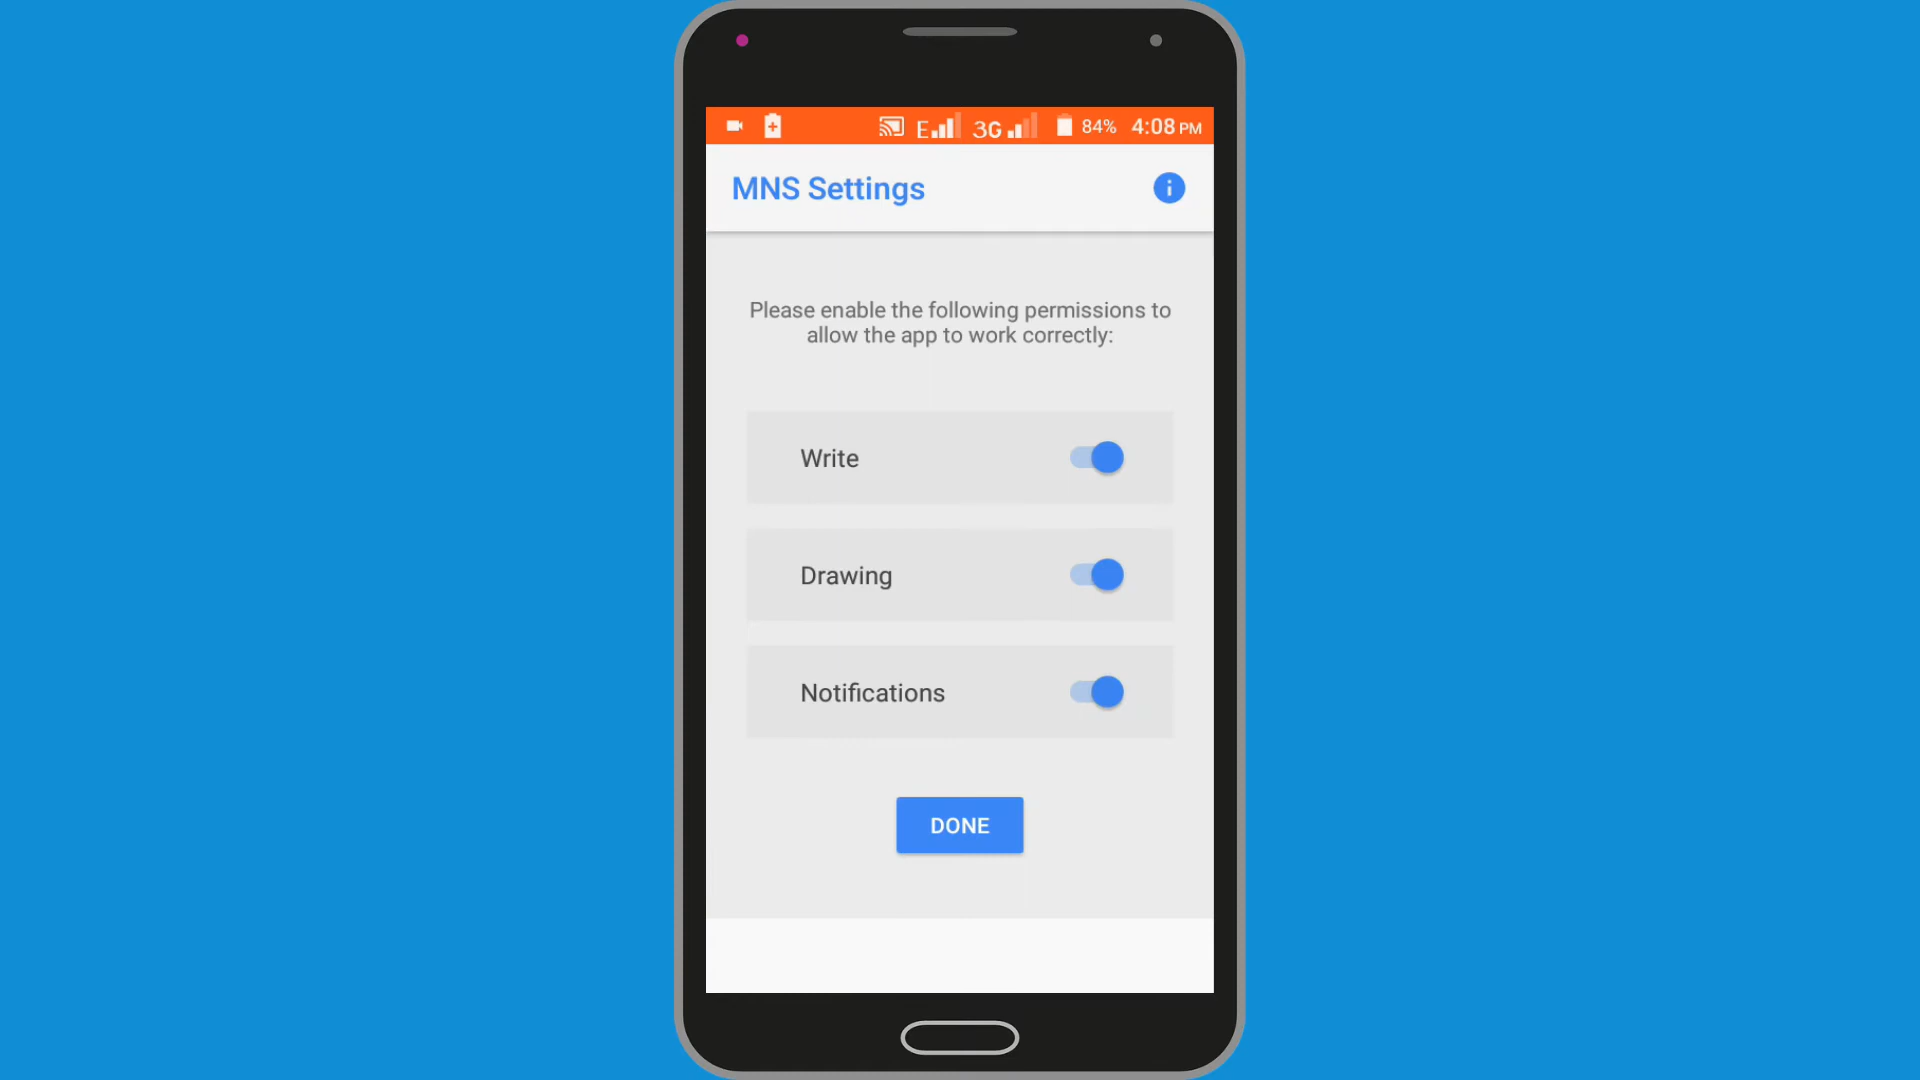 E 3G 84% 4:08 PM
MNS Settings
Please enable the following permissions to
allow the app to work correctly:
Write
Drawing
Notifications
DONE